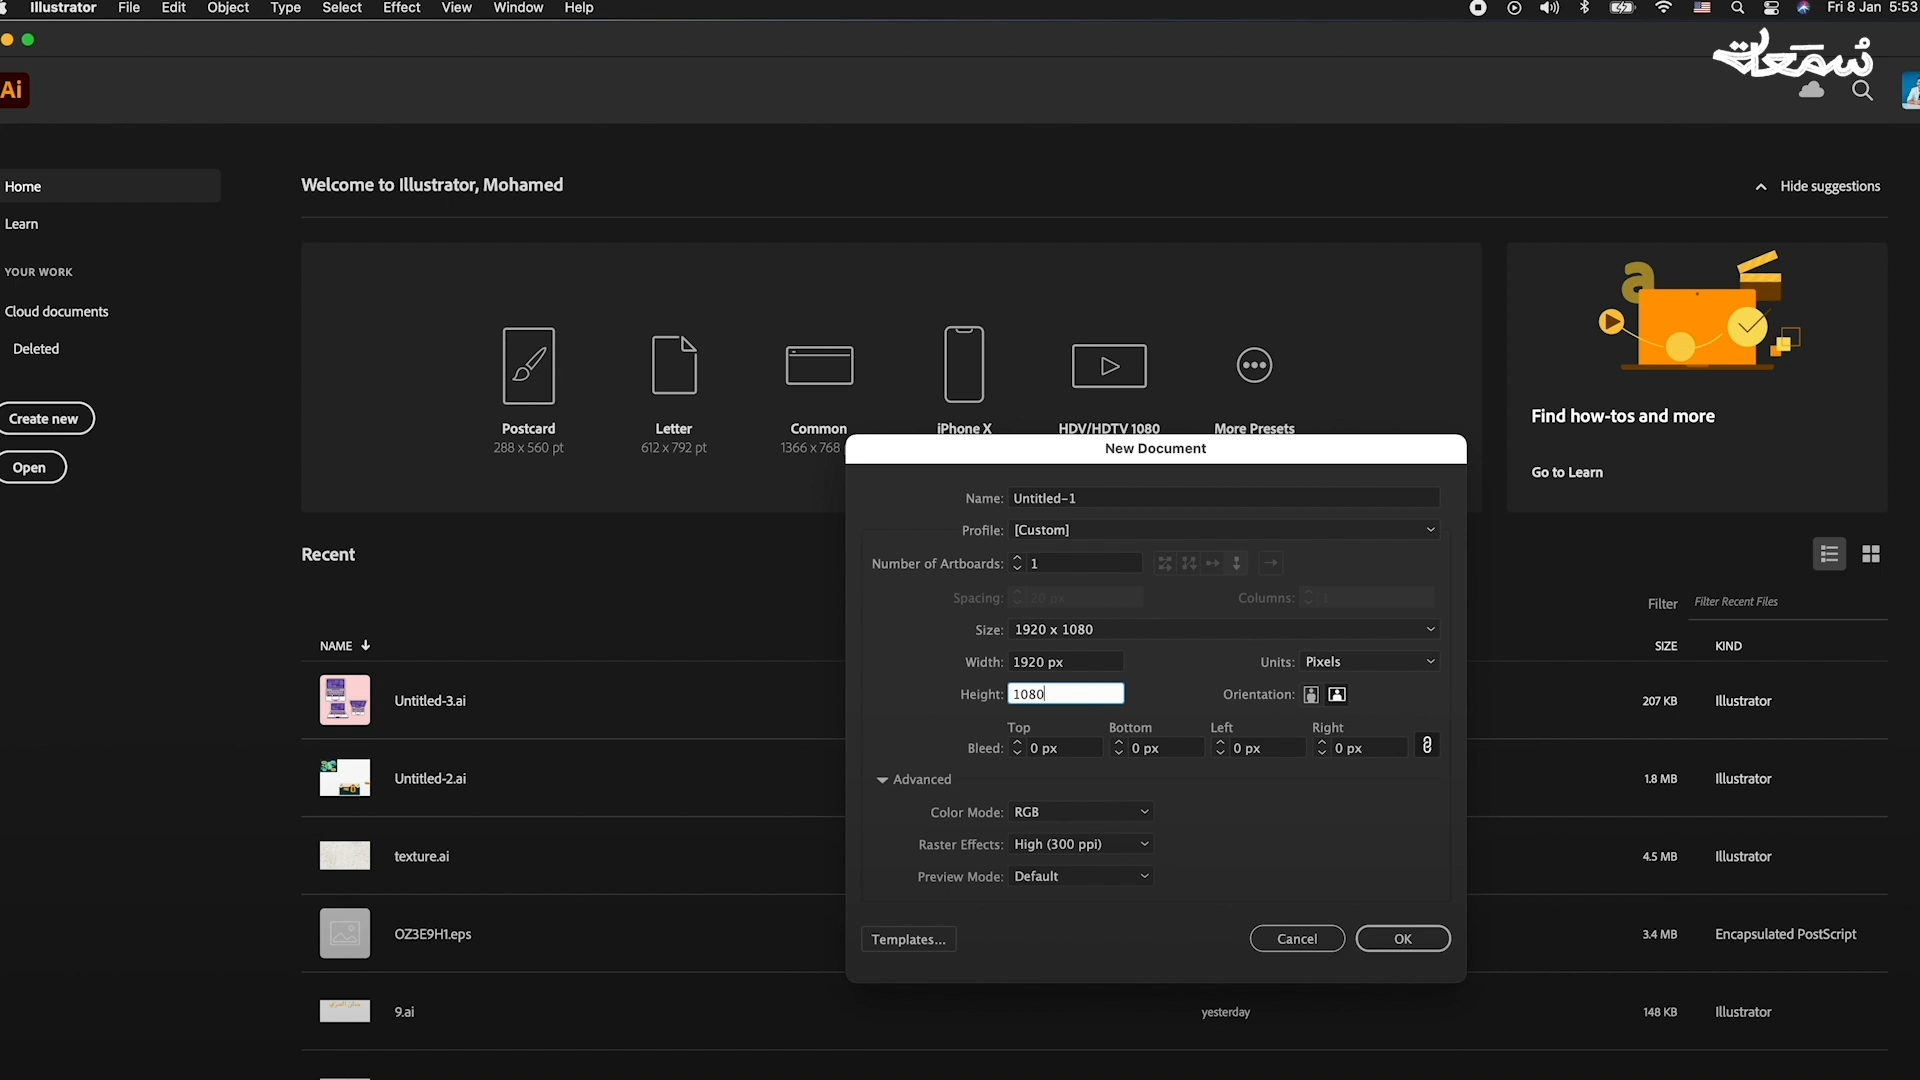 Illustrator File Edit Object Type Select Effect View Window Help
Fri 8 Jan 5:53
سمعة
Ai
Home
Learn
YOUR WORK
Cloud documents
Deleted
Create new
Open
Welcome to Illustrator, Mohamed
Hide suggestions
Postcard
288 x 560 pt
Letter
612 x 792 pt
Common
1366 x 768
iPhone X
HDV/HDTV 1080
More Presets
Find how-tos and more
Go to Learn
New Document
Name: Untitled-1
Profile: [Custom]
Number of Artboards: 1
Spacing: 20 px
Columns: 1
Size: 1920 x 1080
Width: 1920 px
Units: Pixels
Height: 1080
Orientation:
Top Bottom Left Right
Bleed: 0 px 0 px 0 px 0 px
Advanced
Color Mode: RGB
Raster Effects: High (300 ppi)
Preview Mode: Default
Templates...
Cancel
OK
Recent
Filter Filter Recent Files
NAME SIZE KIND
Untitled-3.ai 207 KB Illustrator
Untitled-2.ai 1.8 MB Illustrator
texture.ai 4.5 MB Illustrator
OZ3E9H1.eps 3.4 MB Encapsulated PostScript
9.ai yesterday 148 KB Illustrator